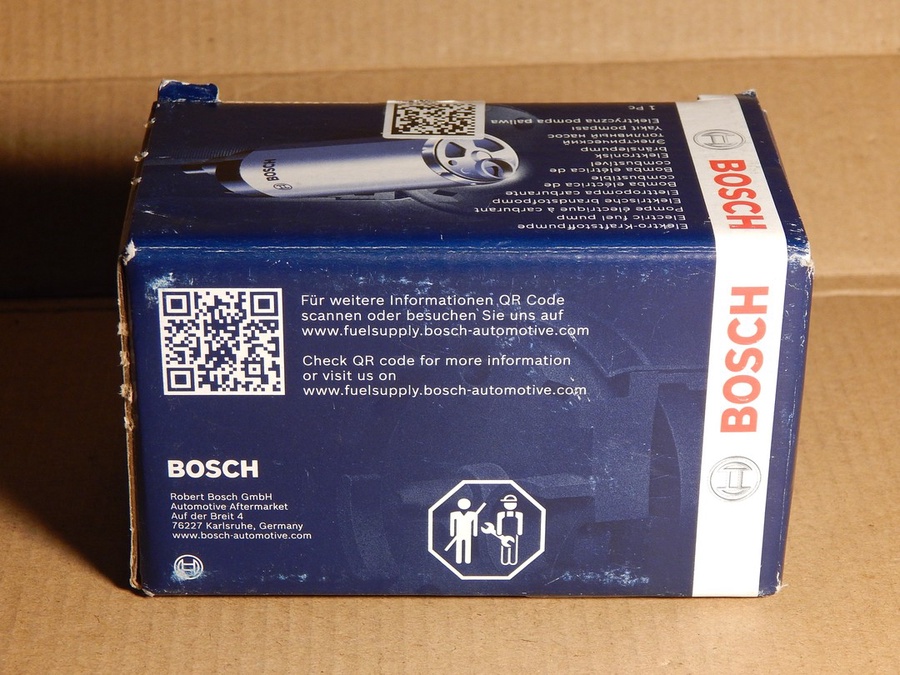 1 Pc
Elektryczna pompa paliwa
Yakıt pompası
топливный насос
Электрический
bränslepump
Elektronisk
combustível
Bomba elétrica de
combustible
Bomba eléctrica de
Elettropompa carburante
Elektrische brandstofpomp
Pompe électrique à carburant
Electric fuel pump
Elektro-Kraftstoffpumpe
BOSCH
BOSCH
Für weitere Informationen QR Code
scannen oder besuchen Sie uns auf
www.fuelsupply.bosch-automotive.com
Check QR code for more information
or visit us on
www.fuelsupply.bosch-automotive.com
BOSCH
BOSCH
Robert Bosch GmbH
Automotive Aftermarket
Auf der Breit 4
76227 Karlsruhe, Germany
www.bosch-automotive.com